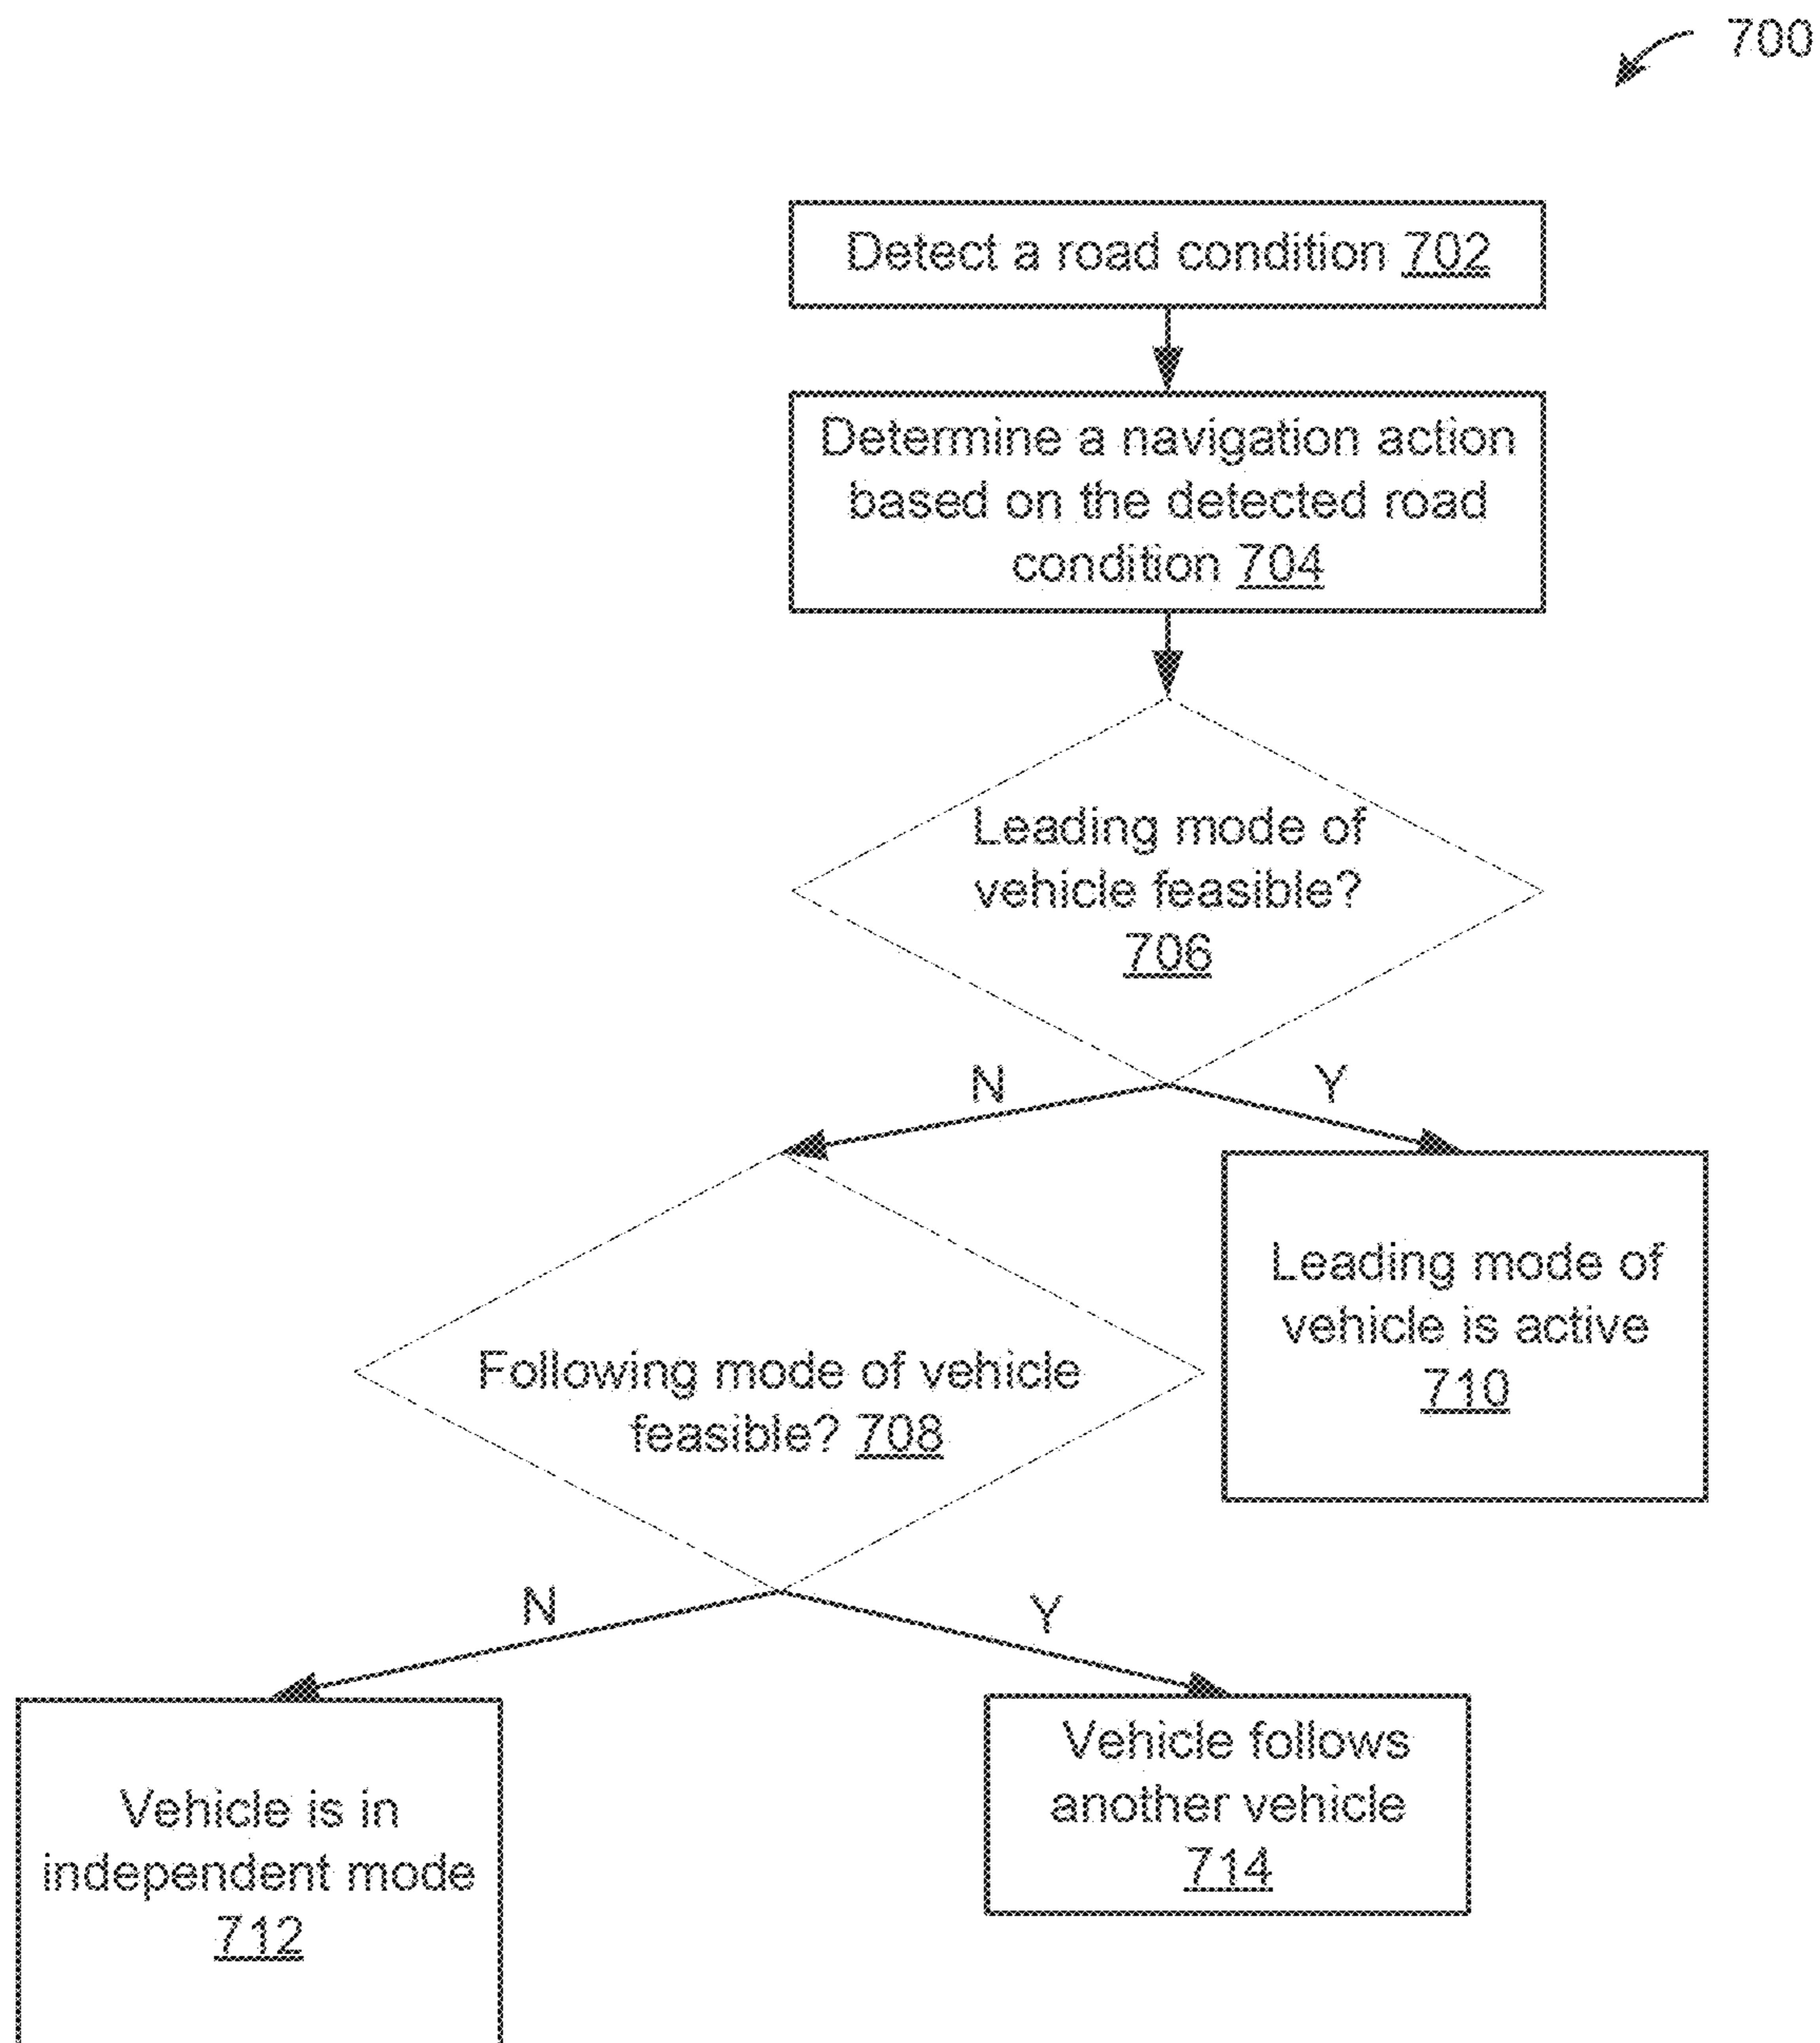 700
Detect a road condition 702
Determine a navigation action
based on the detected road
condition 704
Leading mode of
vehicle feasible?
706
N
Y
Leading mode of
vehicle is active
710
Following mode of vehicle
feasible? 708
N
Y
Vehicle is in
independent mode
712
Vehicle follows
another vehicle
714